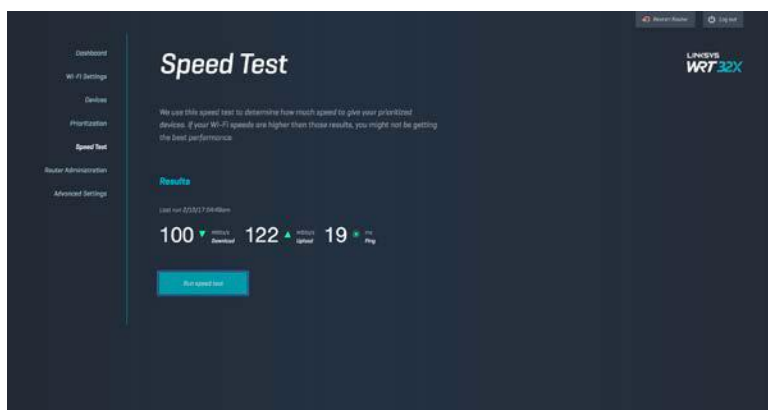 Restart Router
Log out
LINKSYS
WRT 32X
Dashboard
Wi-Fi Settings
Devices
Prioritization
Speed Test
Router Administration
Advanced Settings
Speed Test
We use this speed test to determine how much speed to give your prioritized
devices. If your Wi-Fi speeds are higher than those results, you might not be getting
the best performance.
Results
Last run
100 Download 122 Upload 19 ms Ping
Run speed test